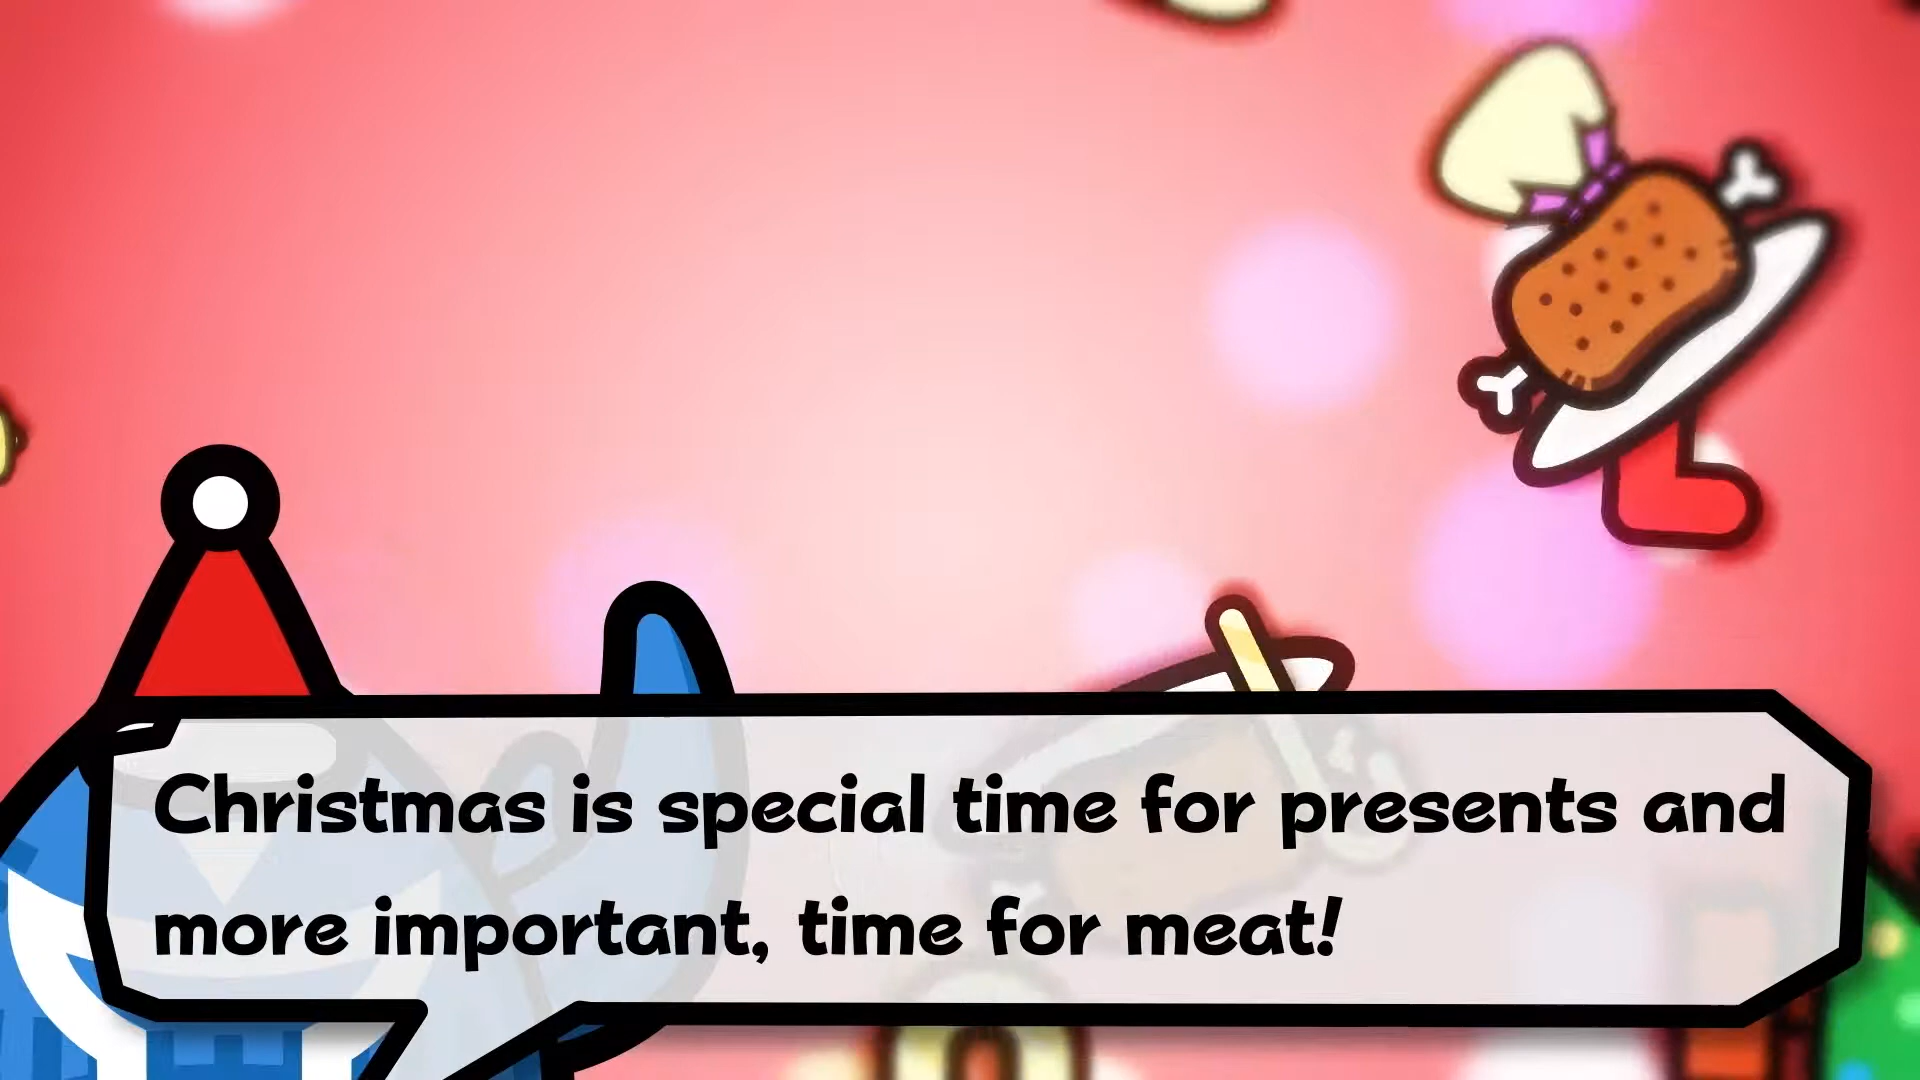 Christmas is special time for presents and
more important, time for meat!